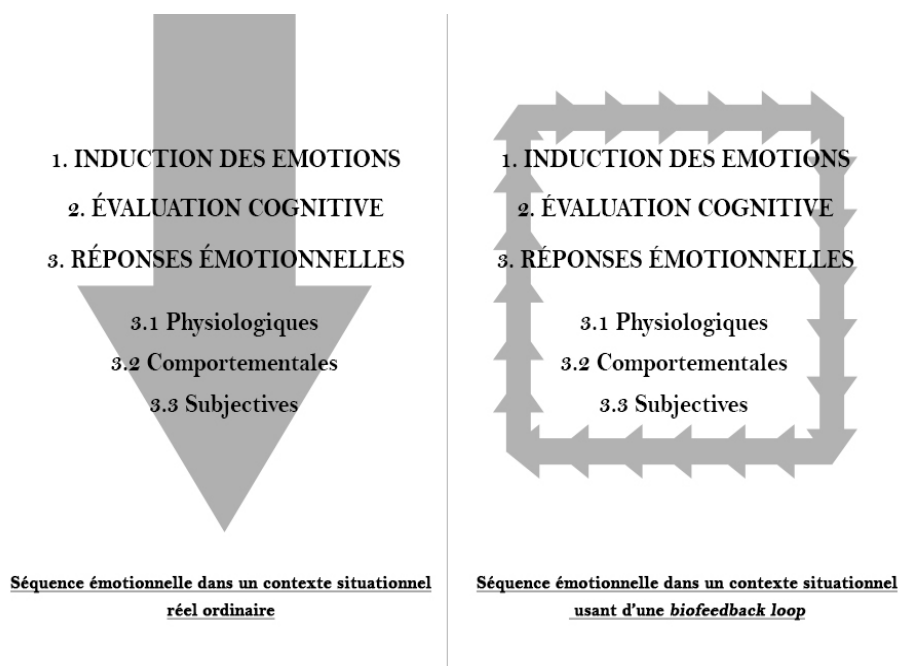 1. INDUCTION DES EMOTIONS
2. ÉVALUATION COGNITIVE
3. RÉPONSES ÉMOTIONNELLES
3.1 Physiologiques
3.2 Comportementales
3.3 Subjectives
Séquence émotionnelle dans un contexte situationnel
réel ordinaire
1. INDUCTION DES EMOTIONS
2. ÉVALUATION COGNITIVE
3. RÉPONSES ÉMOTIONNELLES
3.1 Physiologiques
3.2 Comportementales
3.3 Subjectives
Séquence émotionnelle dans un contexte situationnel
usant d'une biofeedback loop